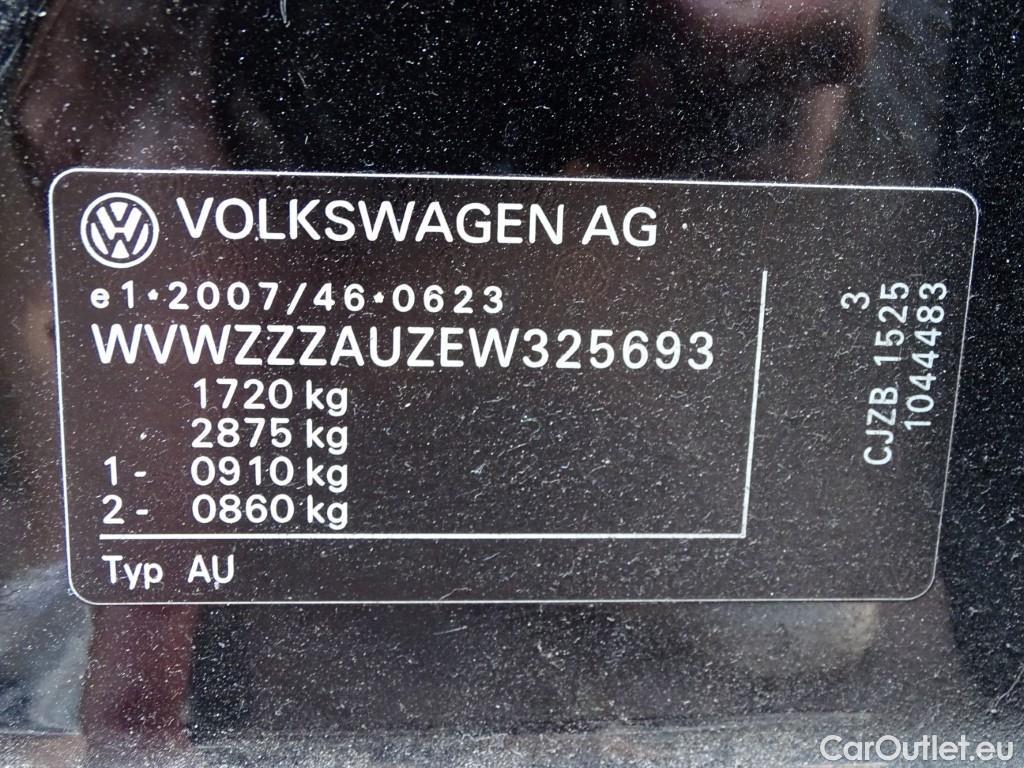 VOLKSWAGEN AG
e1*2007/46*0623
WVWZZZAUZEW325693
1720 kg
2875 kg
1- 0910 kg
2- 0860 kg
Typ AU
3
CJZB 1525
1044483
CarOutlet.eu